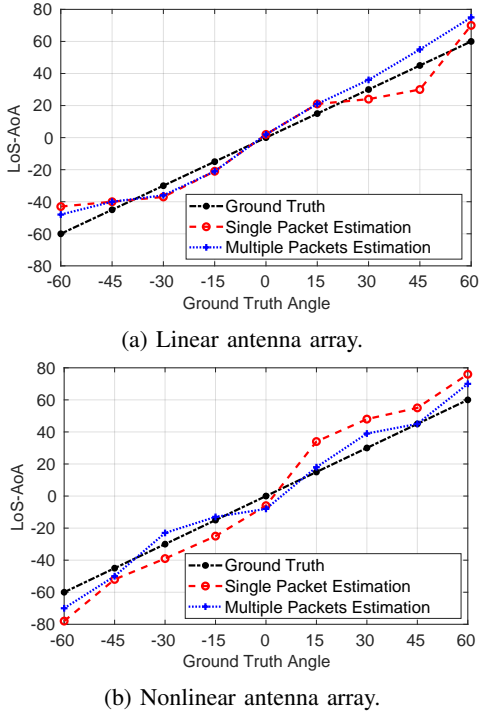 80
60
40
20
0
-20
-40
-60
-80
LoS-AoA
Ground Truth
Single Packet Estimation
Multiple Packets Estimation
-60 -45 -30 -15 0 15 30 45 60
Ground Truth Angle
(a) Linear antenna array.
80
60
40
20
0
-20
-40
-60
-80
LoS-AoA
Ground Truth
Single Packet Estimation
Multiple Packets Estimation
-60 -45 -30 -15 0 15 30 45 60
Ground Truth Angle
(b) Nonlinear antenna array.